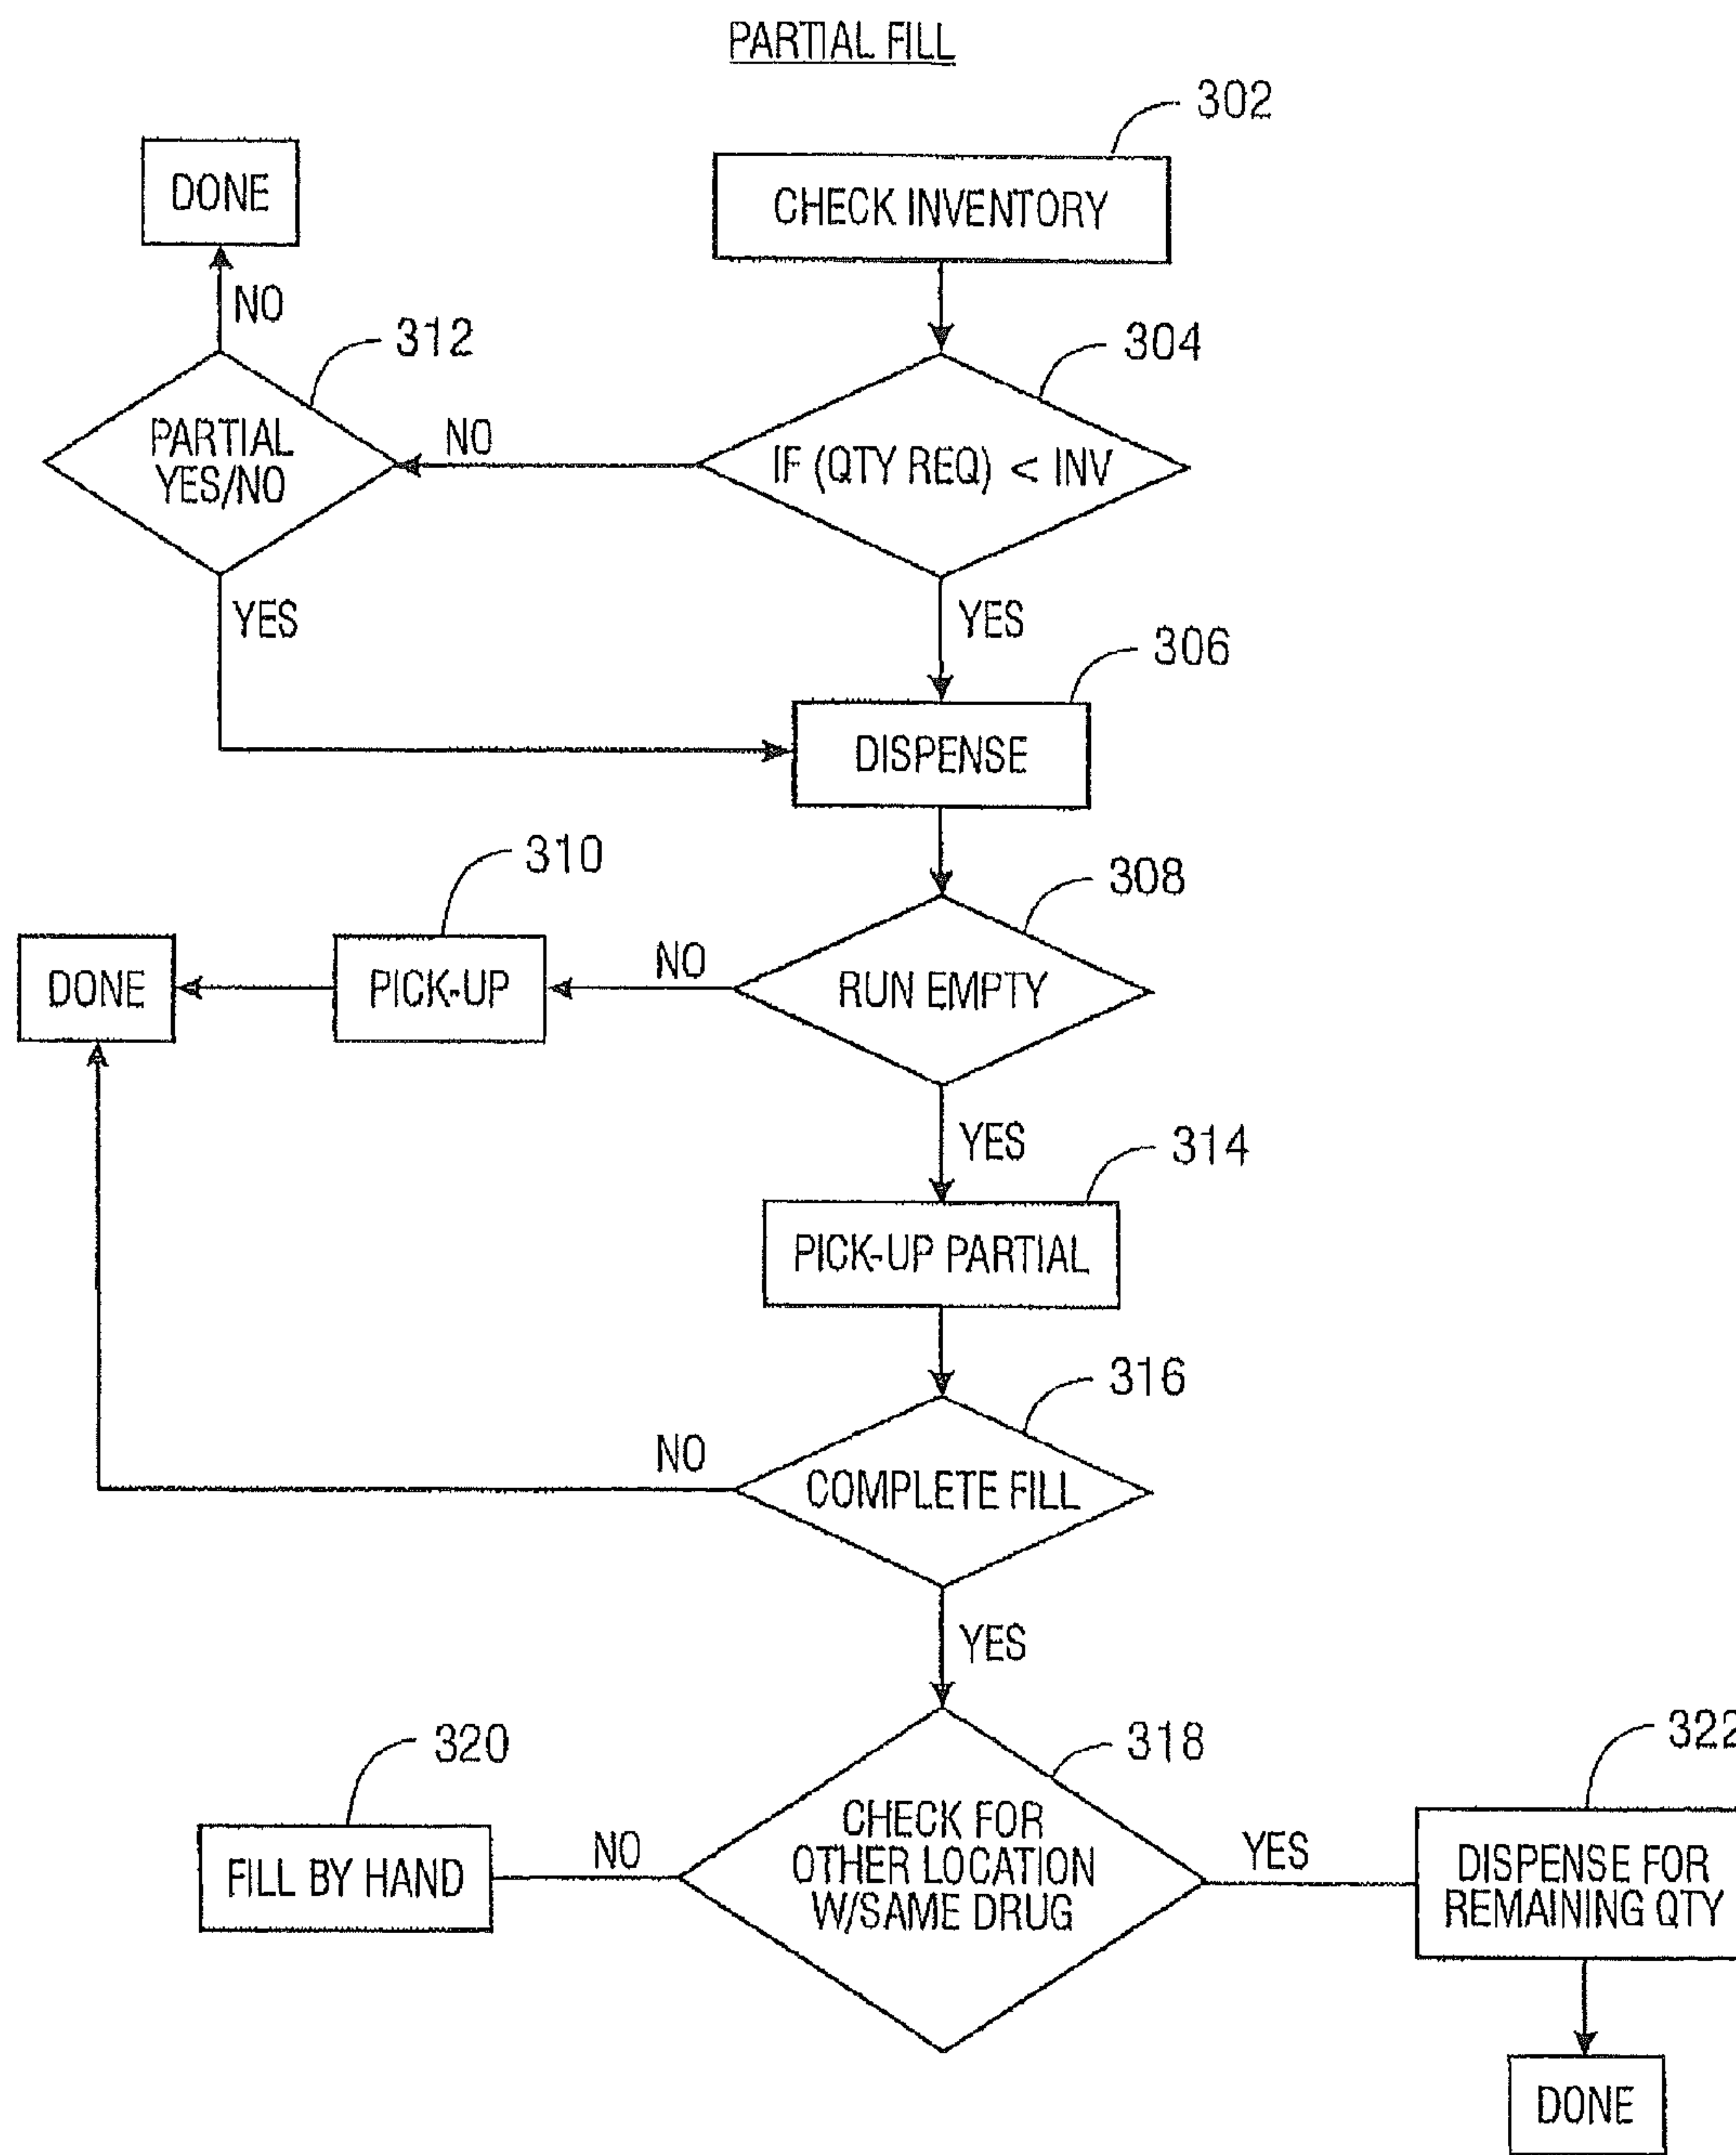 PARTIAL FILL
302
DONE
CHECK INVENTORY
NO
312
304
PARTIAL
YES/NO
NO
IF (QTY REQ) < INV
YES
YES
306
DISPENSE
310
308
DONE
PICK-UP
NO
RUN EMPTY
YES
314
PICK-UP PARTIAL
316
NO
COMPLETE FILL
YES
320
318
322
FILL BY HAND
NO
CHECK FOR
OTHER LOCATION
W/SAME DRUG
YES
DISPENSE FOR
REMAINING QTY
DONE